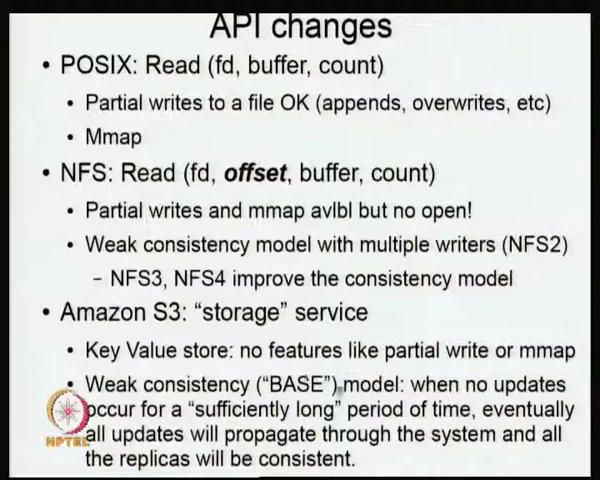 API changes
• POSIX: Read (fd, buffer, count)
• Partial writes to a file OK (appends, overwrites, etc)
• Mmap
• NFS: Read (fd, offset, buffer, count)
• Partial writes and mmap avlbl but no open!
• Weak consistency model with multiple writers (NFS2)
– NFS3, NFS4 improve the consistency model
• Amazon S3: “storage” service
• Key Value store: no features like partial write or mmap
• Weak consistency (“BASE”) model: when no updates
occur for a “sufficiently long” period of time, eventually
all updates will propagate through the system and all
the replicas will be consistent.
NPTEL